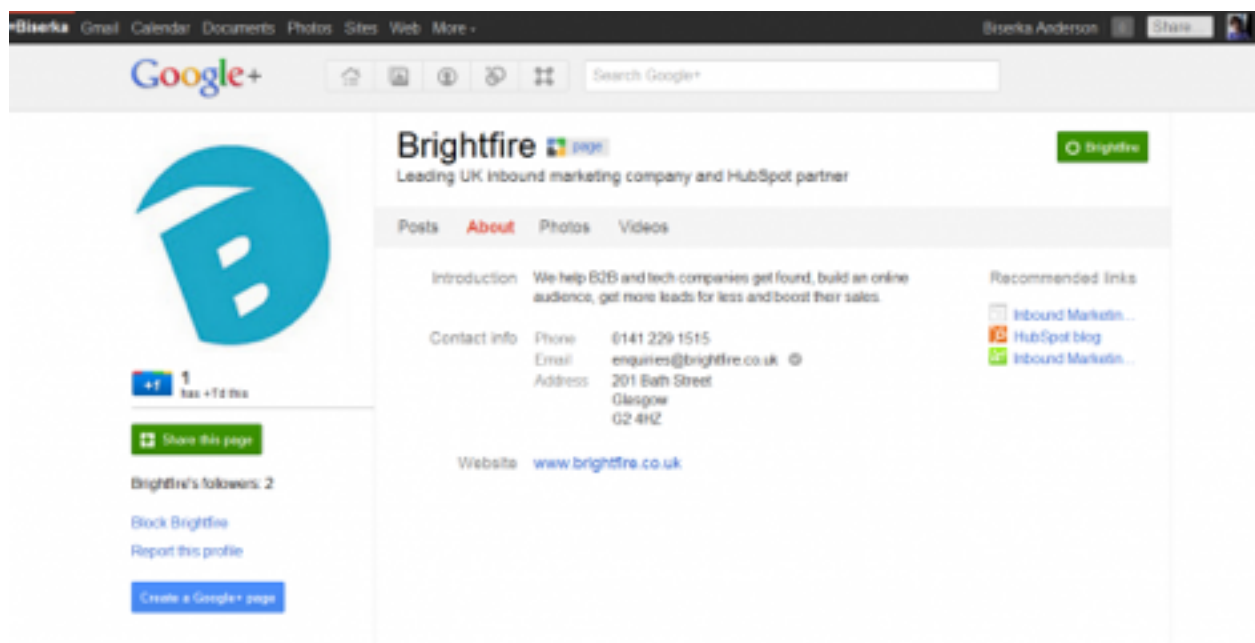 +Biserka Gmail Calendar Documents Photos Sites Web More
Biserka Anderson Share...
Google+
Search Google+
Brightfire page
Brightfire
Leading UK inbound marketing company and HubSpot partner
Posts About Photos Videos
Introduction We help B2B and tech companies get found, build an online
audience, get more leads for less and boost their sales.
Contact info Phone 0141 229 1515
Email enquiries@brightfire.co.uk
Address 201 Bath Street
Glasgow
G2 4HZ
Website www.brightfire.co.uk
Recommended links
Inbound Marketin...
HubSpot blog
Inbound Marketin...
B
+1 1
has +1'd this
Share this page
Brightfire's followers: 2
Block Brightfire
Report this profile
Create a Google+ page